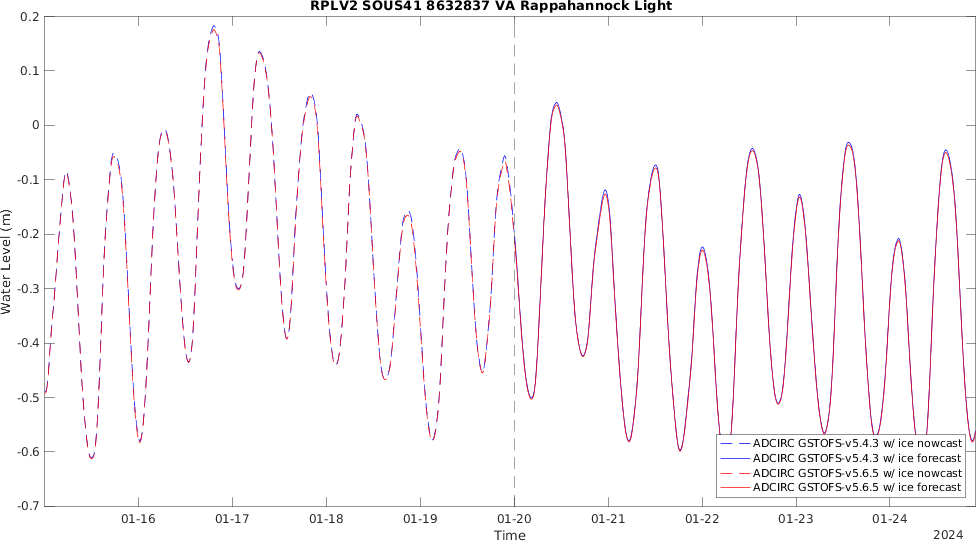 RPLV2 SOUS41 8632837 VA Rappahannock Light
0.2
0.1
0
-0.1
-0.2
-0.3
-0.4
-0.5
-0.6
-0.7
Water Level (m)
ADCIRC GSTOFS-v5.4.3 w/ ice nowcast
ADCIRC GSTOFS-v5.4.3 w/ ice forecast
ADCIRC GSTOFS-v5.6.5 w/ ice nowcast
ADCIRC GSTOFS-v5.6.5 w/ ice forecast
01-16 01-17 01-18 01-19 01-20 01-21 01-22 01-23 01-24
Time
2024